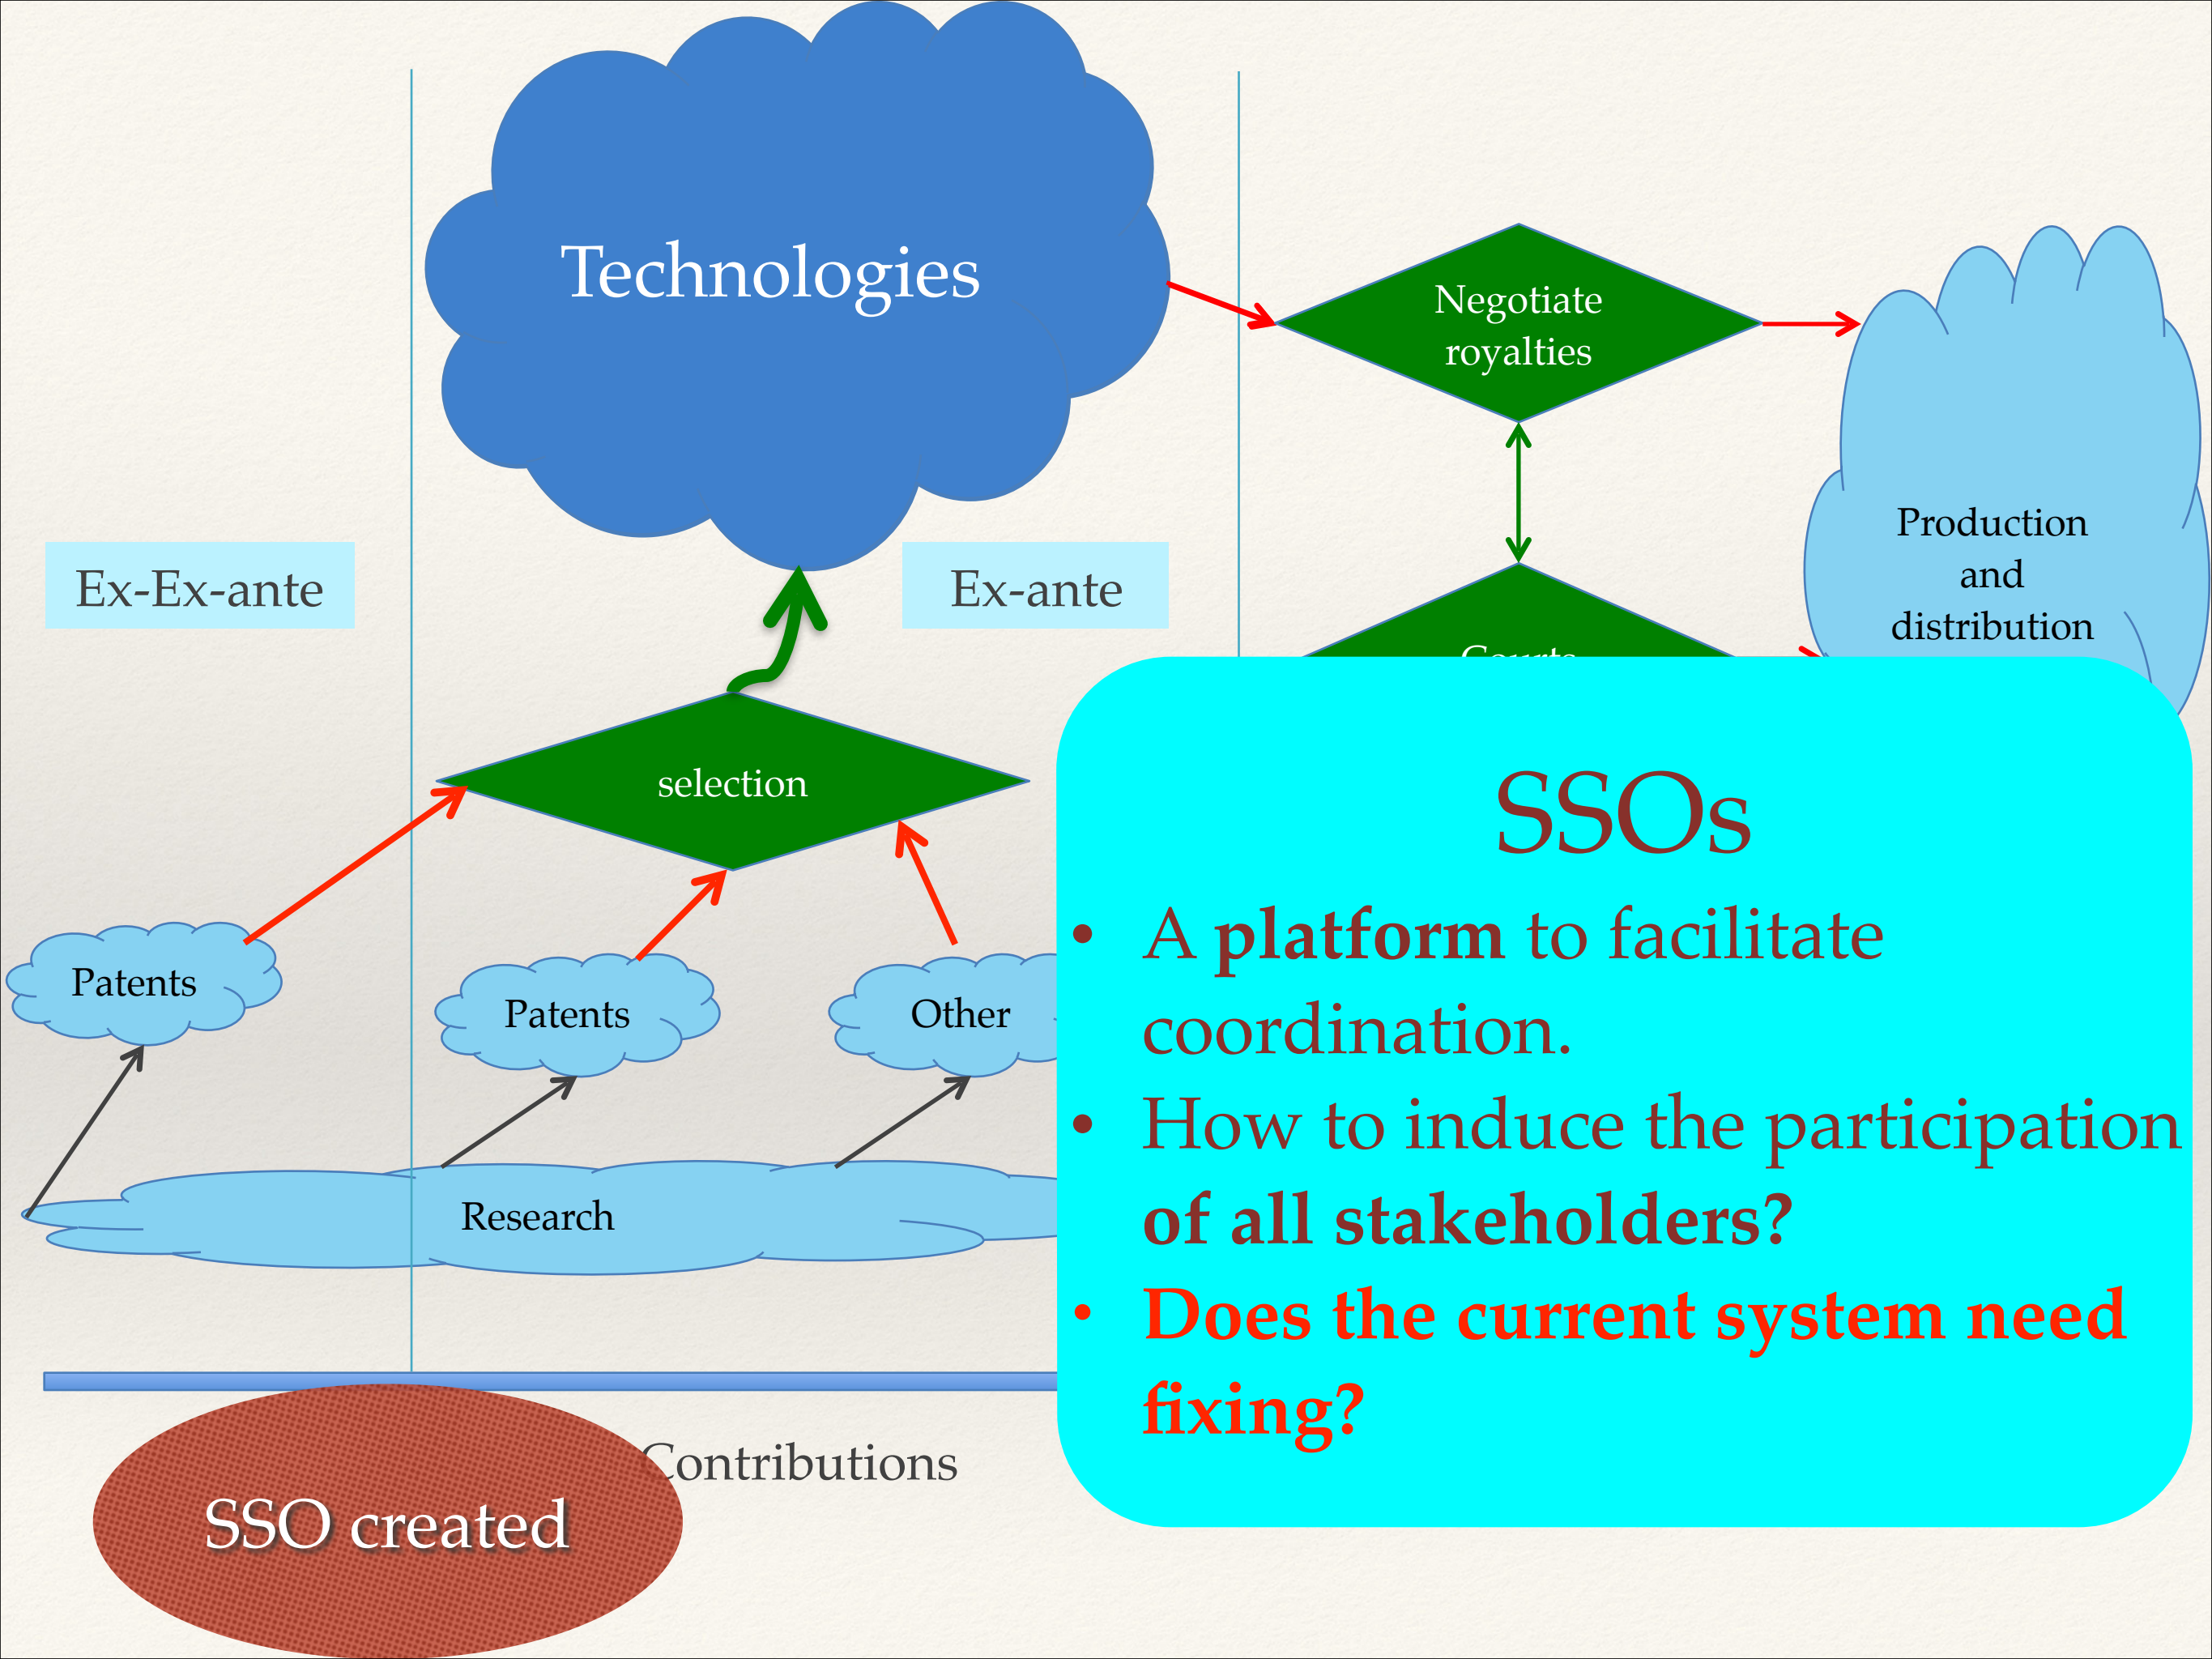 Technologies
Negotiate
royalties
Production
and
distribution
Ex-Ex-ante
Ex-ante
Courts
selection
SSOs
• A platform to facilitate
coordination.
• How to induce the participation
of all stakeholders?
• Does the current system need
fixing?
Patents
Patents
Other
Research
Contributions
SSO created